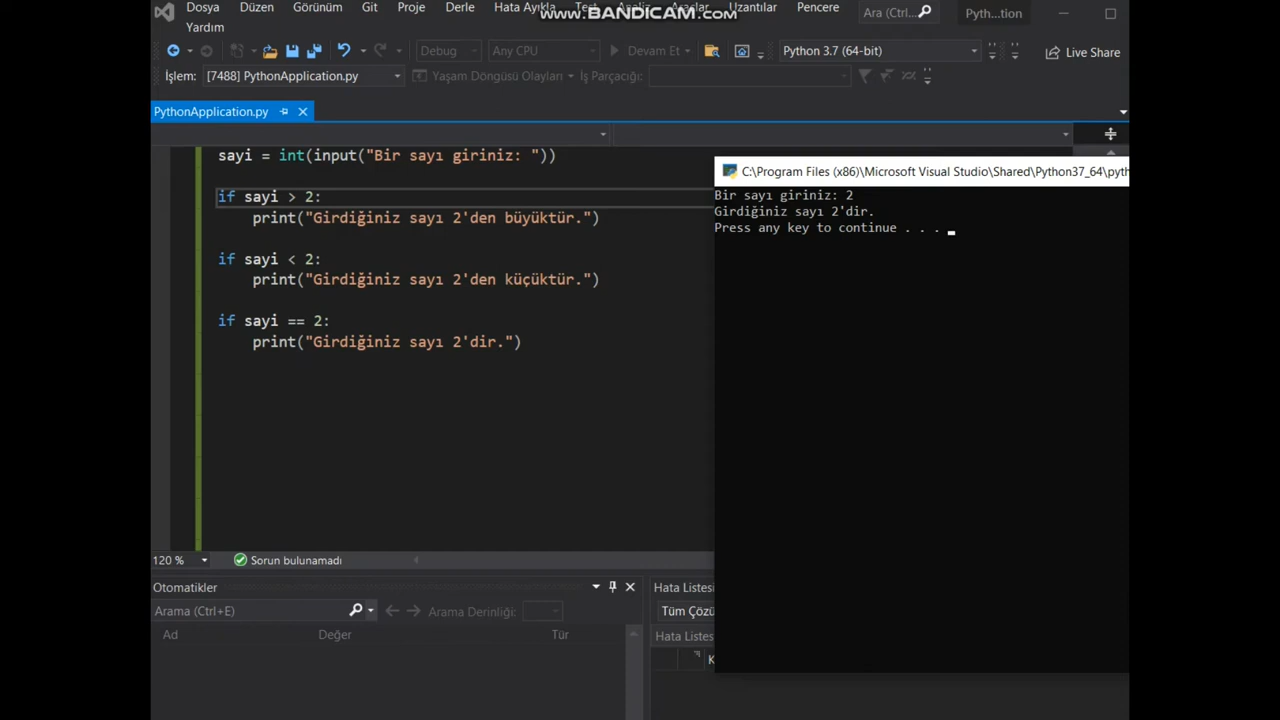 www.BANDICAM.com
Dosya Düzen Görünüm Git Proje Derle Hata Ayıkla Test Analiz Araçlar Uzantılar Pencere Ara (Ctrl... Pyth...tion
Yardım
Debug Any CPU Devam Et Python 3.7 (64-bit) Live Share
İşlem: [7488] PythonApplication.py Yaşam Döngüsü Olayları İş Parçacığı:
PythonApplication.py
sayi = int(input("Bir sayı giriniz: "))
if sayi > 2:
print("Girdiğiniz sayı 2'den büyüktür.")
if sayi < 2:
print("Girdiğiniz sayı 2'den küçüktür.")
if sayi == 2:
print("Girdiğiniz sayı 2'dir.")
C:\Program Files (x86)\Microsoft Visual Studio\Shared\Python37_64\pyth
Bir sayı giriniz: 2
Girdiğiniz sayı 2'dir.
Press any key to continue . . .
120 % Sorun bulunamadı
Otomatikler
Arama (Ctrl+E) Arama Derinliği:
Ad Değer Tür
Hata Listesi
Tüm Çözü
Hata Listes
K